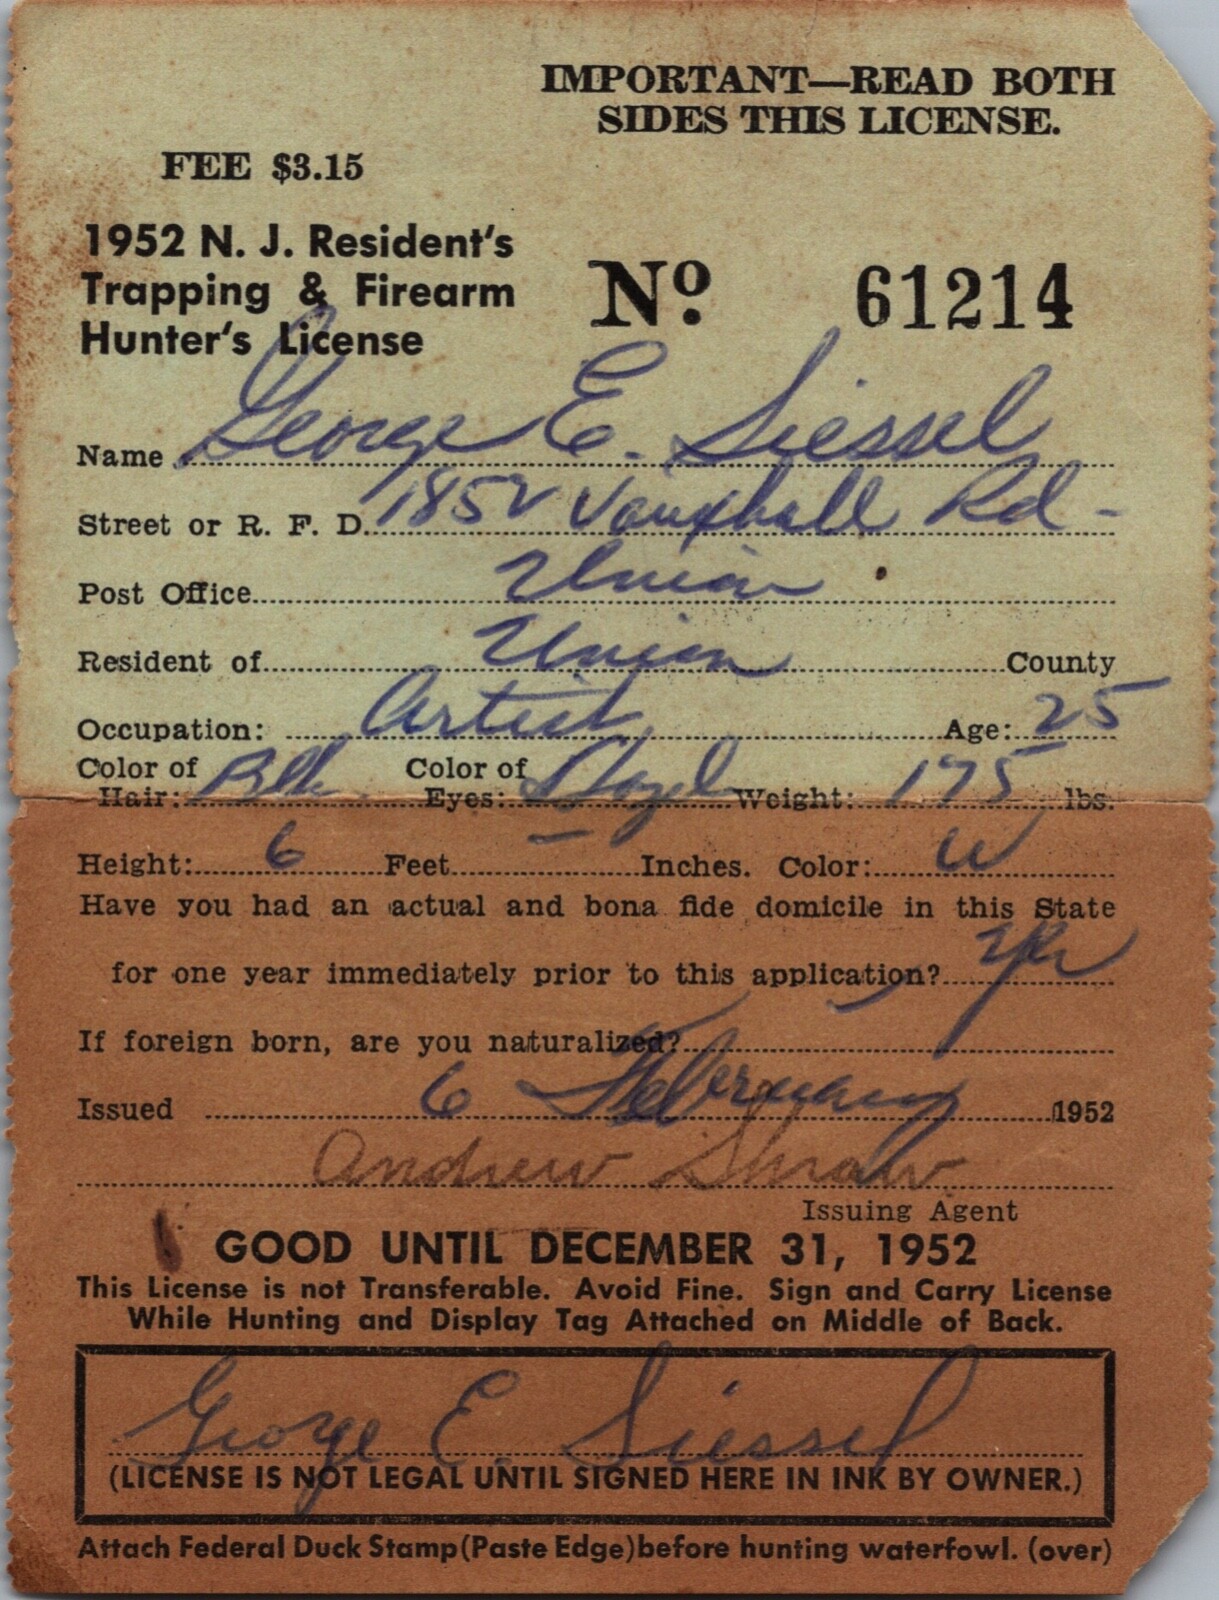 IMPORTANT—READ BOTH
SIDES THIS LICENSE.
FEE $3.15
1952 N. J. Resident's
Trapping & Firearm
Hunter's License
No. 61214
Name George E. Siessel
Street or R. F. D. 1852 Vauxhall Rd-
Post Office Union
Resident of Union County
Occupation: Artist Age: 25
Color of Hair: Blk Color of Eyes: Hazel Weight: 175 lbs.
Height: 6 Feet — Inches. Color: W
Have you had an actual and bona fide domicile in this State
for one year immediately prior to this application? Yes
If foreign born, are you naturalized? —
Issued 6 February 1952
Andrew Shraw
Issuing Agent
GOOD UNTIL DECEMBER 31, 1952
This License is not Transferable. Avoid Fine. Sign and Carry License
While Hunting and Display Tag Attached on Middle of Back.
George E. Siessel
(LICENSE IS NOT LEGAL UNTIL SIGNED HERE IN INK BY OWNER.)
Attach Federal Duck Stamp (Paste Edge) before hunting waterfowl. (over)